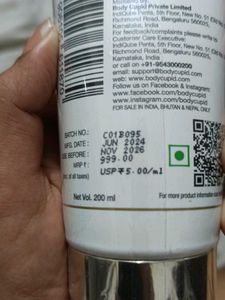 Body Cupid Private Limited
IndiQube Penta, 5th Floor, New No. 51
Richmond Road, Bengaluru 560025,
Karnataka, India
For feedback/complaints please write to:
Customer Care Executive:
IndiQube Penta, 5th Floor, New No. 51
Richmond Road, Bengaluru 560025,
Karnataka, India
call us: +91-9543000200
email: support@bodycupid.com
web: www.bodycupid.com
Follow us on Facebook & Instagram:
www.facebook.com/bodycupid
www.instagram.com/bodycupid
FOR SALE IN INDIA, BHUTAN & NEPAL ONLY
BATCH NO.: C01B095
MFG. DATE : JUN 2024
USE BEFORE : NOV 2026
MRP ₹ : 999.00
of all taxes) USP ₹ 5.00/ml
Net Vol. 200 ml
For more product information